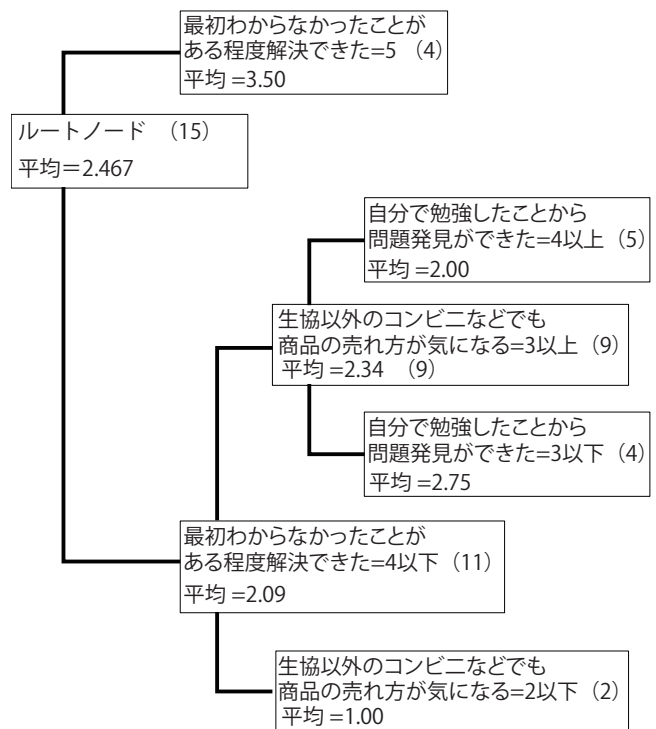 最初わからなかったことが
ある程度解決できた=5 （4）
平均 =3.50
ルートノード （15）
平均＝2.467
自分で勉強したことから
問題発見ができた=4以上（5）
平均 =2.00
生協以外のコンビニなどでも
商品の売れ方が気になる=3以上（9）
平均 =2.34 （9）
自分で勉強したことから
問題発見ができた=3以下（4）
平均 =2.75
最初わからなかったことが
ある程度解決できた=4以下（11）
平均 =2.09
生協以外のコンビニなどでも
商品の売れ方が気になる=2以下（2）
平均 =1.00